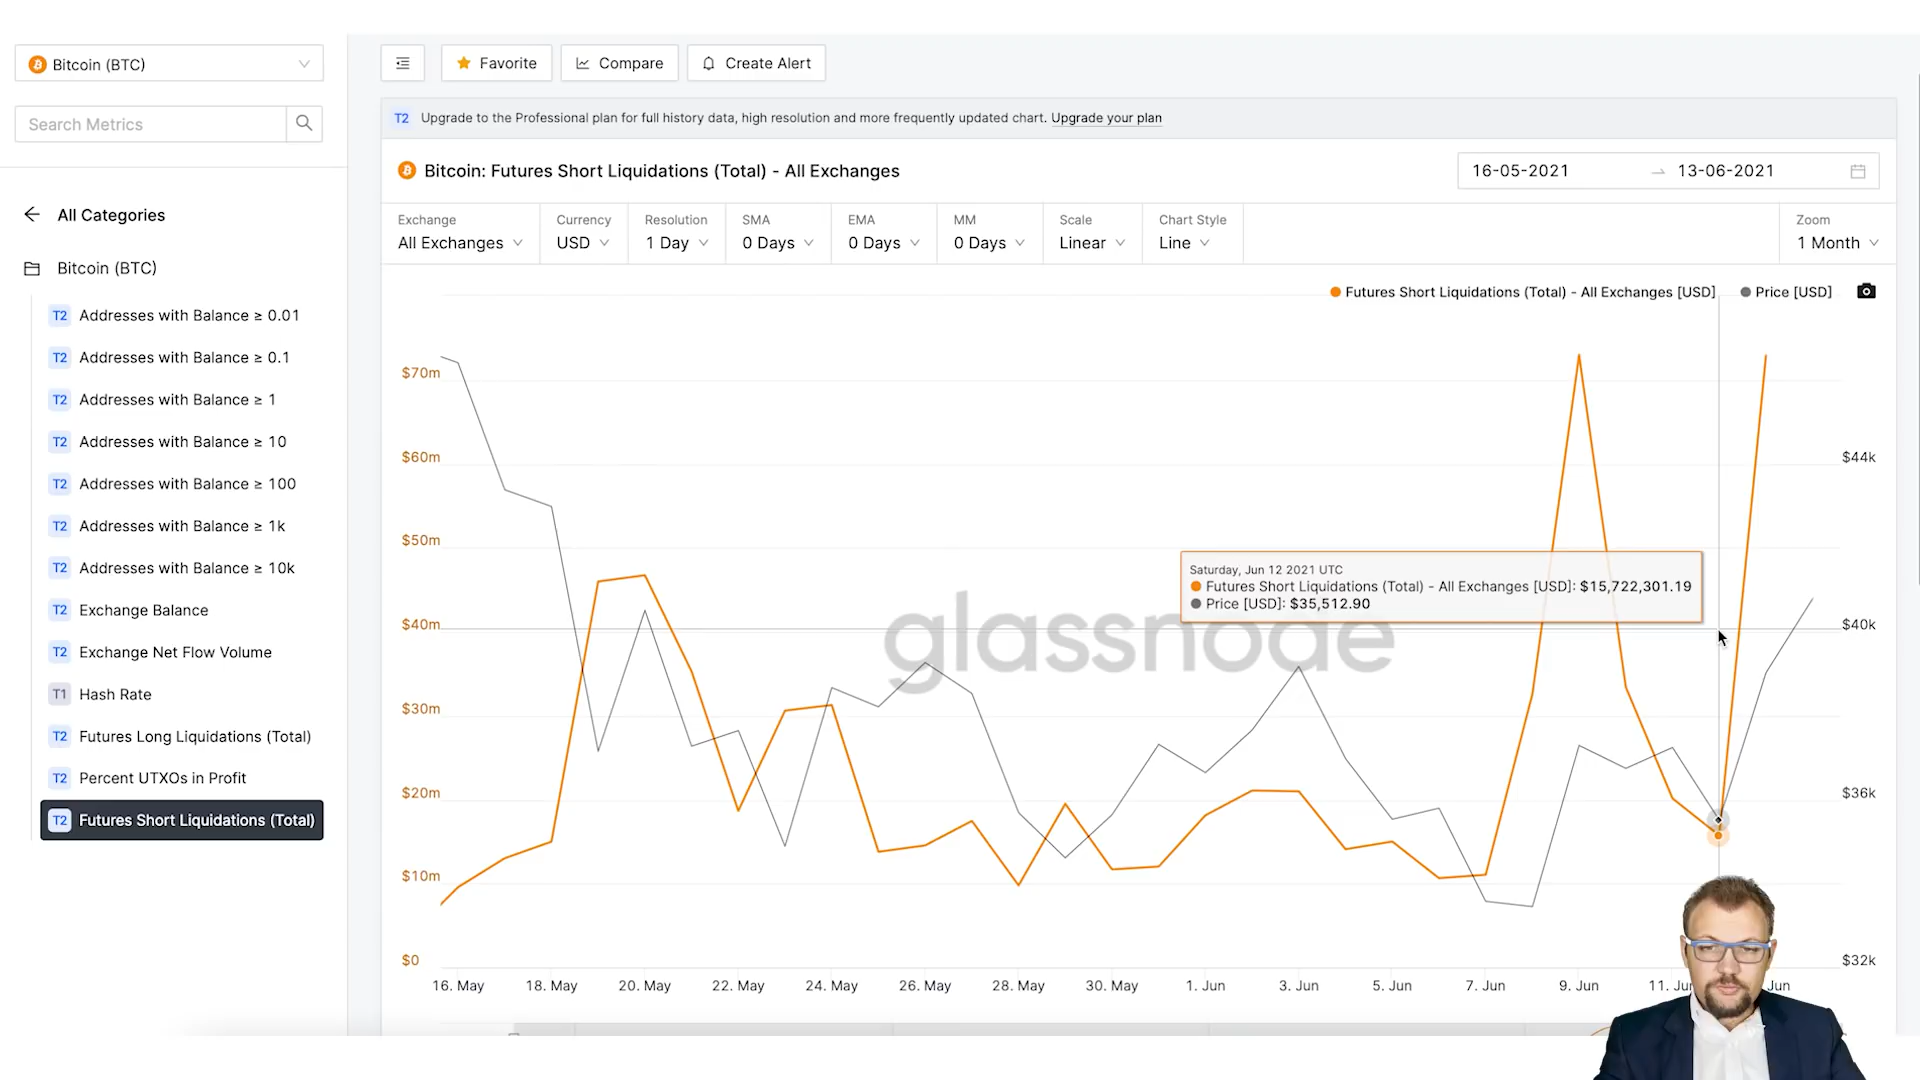 Bitcoin (BTC)
Search Metrics
All Categories
Bitcoin (BTC)
T2 Addresses with Balance ≥ 0.01
T2 Addresses with Balance ≥ 0.1
T2 Addresses with Balance ≥ 1
T2 Addresses with Balance ≥ 10
T2 Addresses with Balance ≥ 100
T2 Addresses with Balance ≥ 1k
T2 Addresses with Balance ≥ 10k
T2 Exchange Balance
T2 Exchange Net Flow Volume
T1 Hash Rate
T2 Futures Long Liquidations (Total)
T2 Percent UTXOs in Profit
T2 Futures Short Liquidations (Total)
Favorite Compare Create Alert
T2 Upgrade to the Professional plan for full history data, high resolution and more frequently updated chart. Upgrade your plan
Bitcoin: Futures Short Liquidations (Total) - All Exchanges 16-05-2021 → 13-06-2021
Exchange Currency Resolution SMA EMA MM Scale Chart Style Zoom
All Exchanges USD 1 Day 0 Days 0 Days 0 Days Linear Line 1 Month
Futures Short Liquidations (Total) - All Exchanges [USD] Price [USD]
$70m
$60m $44k
$50m
Saturday, Jun 12 2021 UTC
Futures Short Liquidations (Total) - All Exchanges [USD]: $15,722,301.19
Price [USD]: $35,512.90
$40m $40k
glassnode
$30m
$20m $36k
$10m
$0 $32k
16. May 18. May 20. May 22. May 24. May 26. May 28. May 30. May 1. Jun 3. Jun 5. Jun 7. Jun 9. Jun 11. Jun Jun